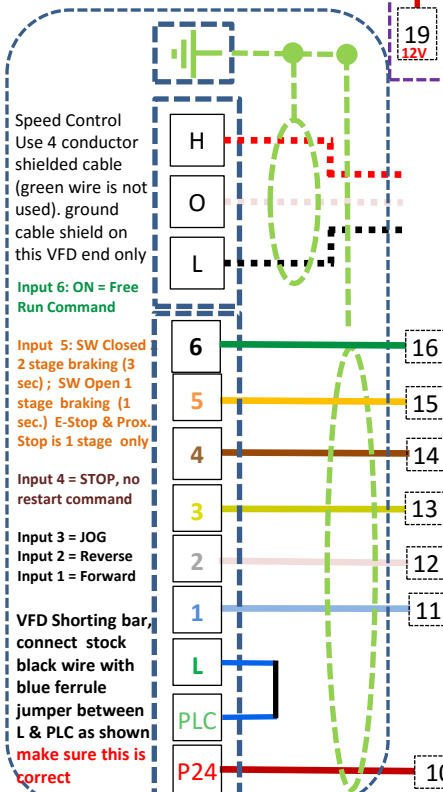 19
12V
Speed Control
Use 4 conductor
shielded cable
(green wire is not
used). ground
cable shield on
this VFD end only
H
O
L
Input 6: ON = Free
Run Command
Input 5: SW Closed
2 stage braking (3
sec) ; SW Open 1
stage braking (1
sec.) E-Stop & Prox.
Stop is 1 stage only
Input 4 = STOP, no
restart command
Input 3 = JOG
Input 2 = Reverse
Input 1 = Forward
VFD Shorting bar,
connect stock
black wire with
blue ferrule
jumper between
L & PLC as shown
make sure this is
correct
6
16
5
15
4
14
3
13
2
12
1
11
L
PLC
P24
10